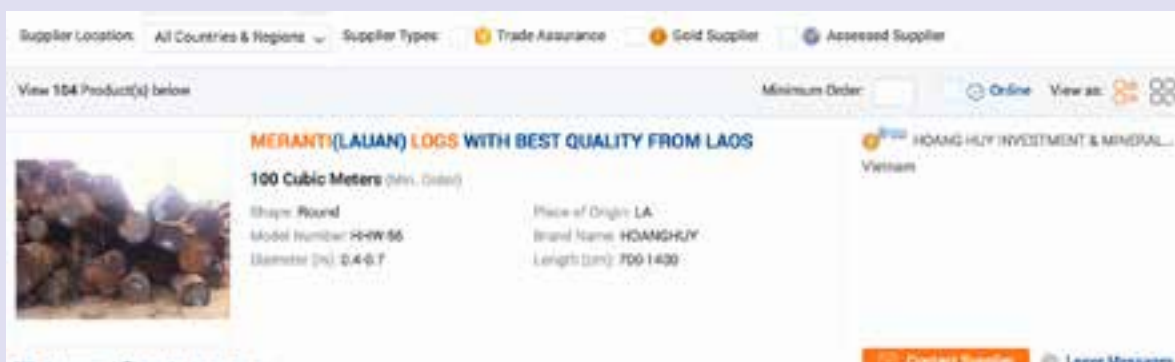 Supplier Location: All Countries & Regions Supplier Types: Trade Assurance Gold Supplier Assessed Supplier
View 104 Product(s) below Minimum Order: Online View as:
MERANTI(LAUAN) LOGS WITH BEST QUALITY FROM LAOS
100 Cubic Meters (Min. Order)
Shape: Round Place of Origin: LA
Model Number: HHW-56 Brand Name: HOANGHUY
Diameter (m): 0.4-0.7 Length (cm): 700-1400
HOANG HUY INVESTMENT & MINERAL...
Vietnam
Contact Supplier Leave Messages